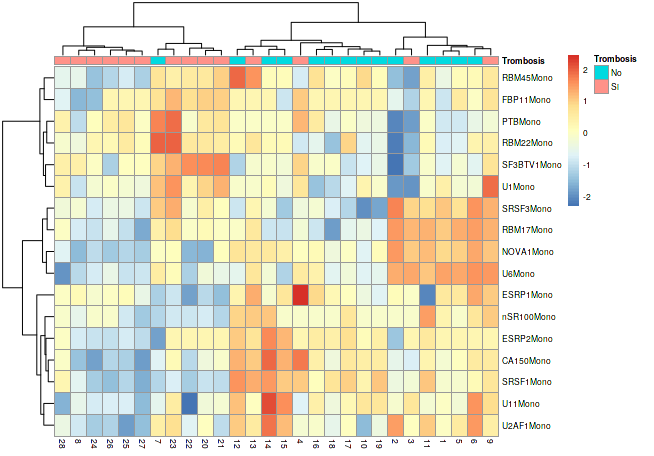 Trombosis
RBM45Mono
FBP11Mono
PTBMono
RBM22Mono
SF3BTV1Mono
U1Mono
SRSF3Mono
RBM17Mono
NOVA1Mono
U6Mono
ESRP1Mono
nSR100Mono
ESRP2Mono
CA150Mono
SRSF1Mono
U11Mono
U2AF1Mono
28 8 24 26 25 27 7 23 22 20 21 12 13 14 15 4 16 18 17 10 19 2 3 11 1 5 6 9
2
1
0
-1
-2
Trombosis
No
SI